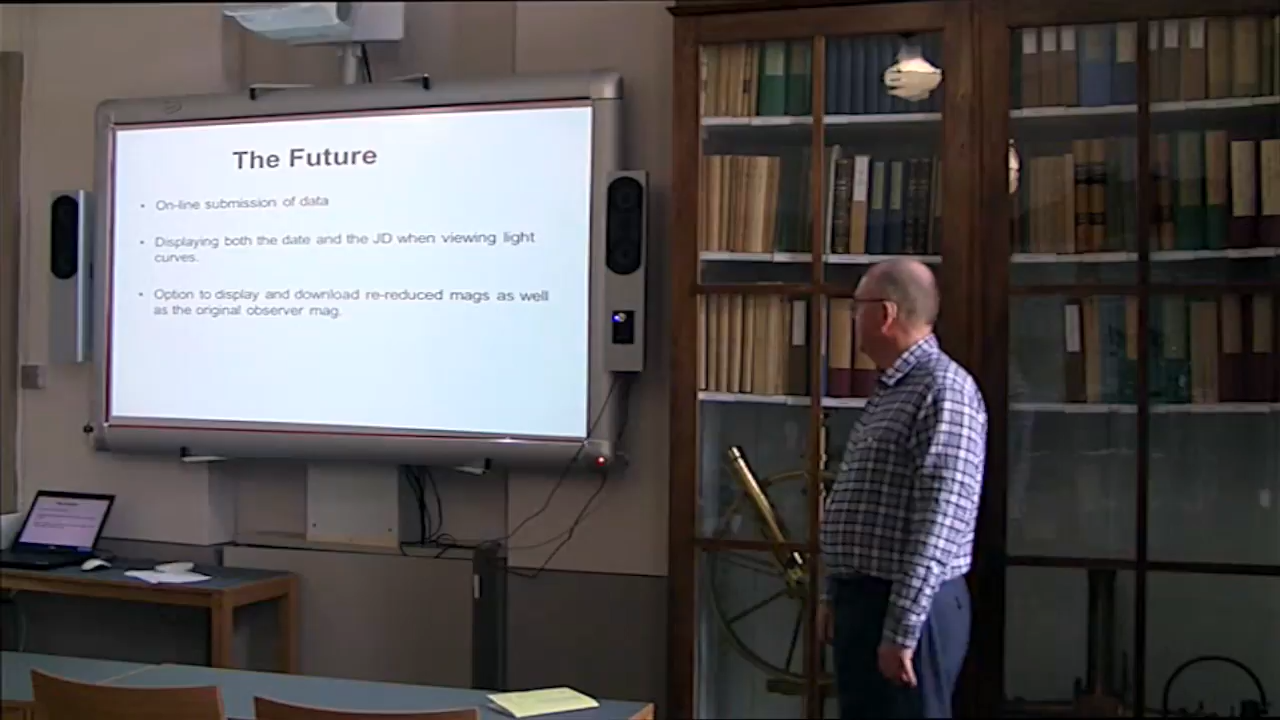 The Future
• On-line submission of data
• Displaying both the date and the JD when viewing light
curves.
• Option to display and download re-reduced mags as well
as the original observer mag.